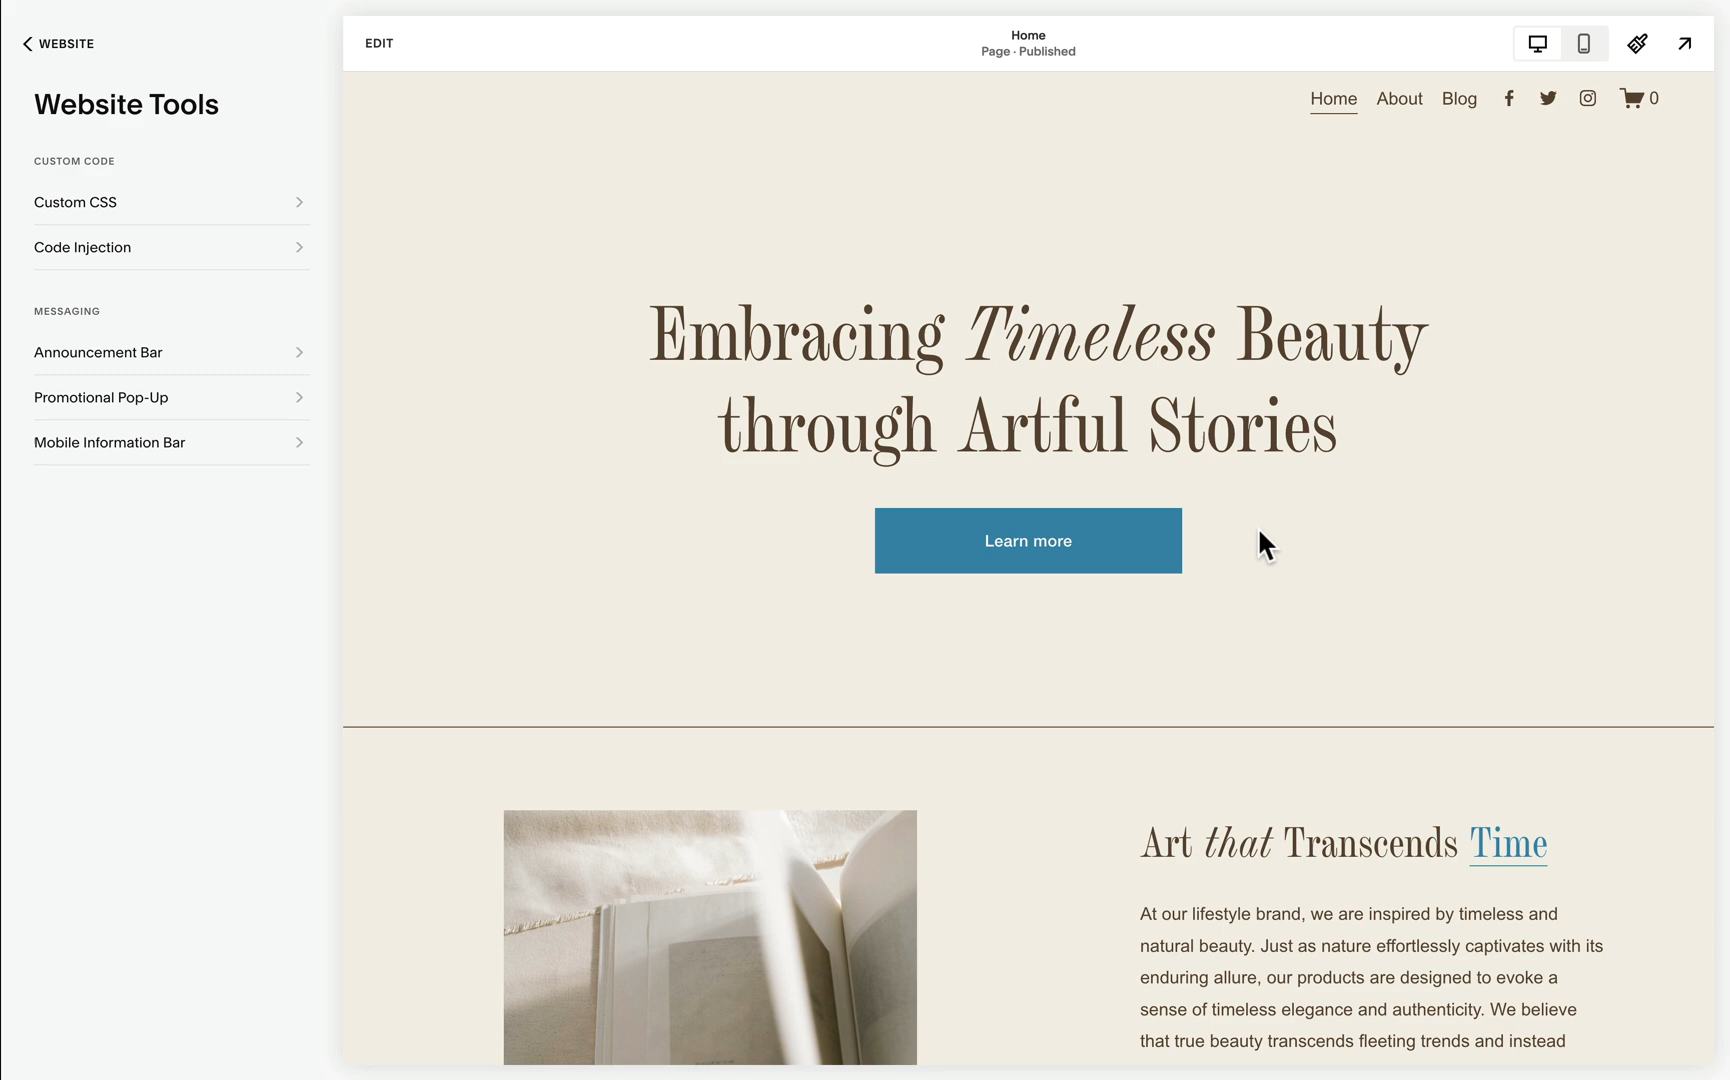 WEBSITE
Website Tools
CUSTOM CODE
Custom CSS
Code Injection
MESSAGING
Announcement Bar
Promotional Pop-Up
Mobile Information Bar
EDIT
Home
Page · Published
Home About Blog 0
Embracing Timeless Beauty
through Artful Stories
Learn more
Art that Transcends Time
At our lifestyle brand, we are inspired by timeless and
natural beauty. Just as nature effortlessly captivates with its
enduring allure, our products are designed to evoke a
sense of timeless elegance and authenticity. We believe
that true beauty transcends fleeting trends and instead